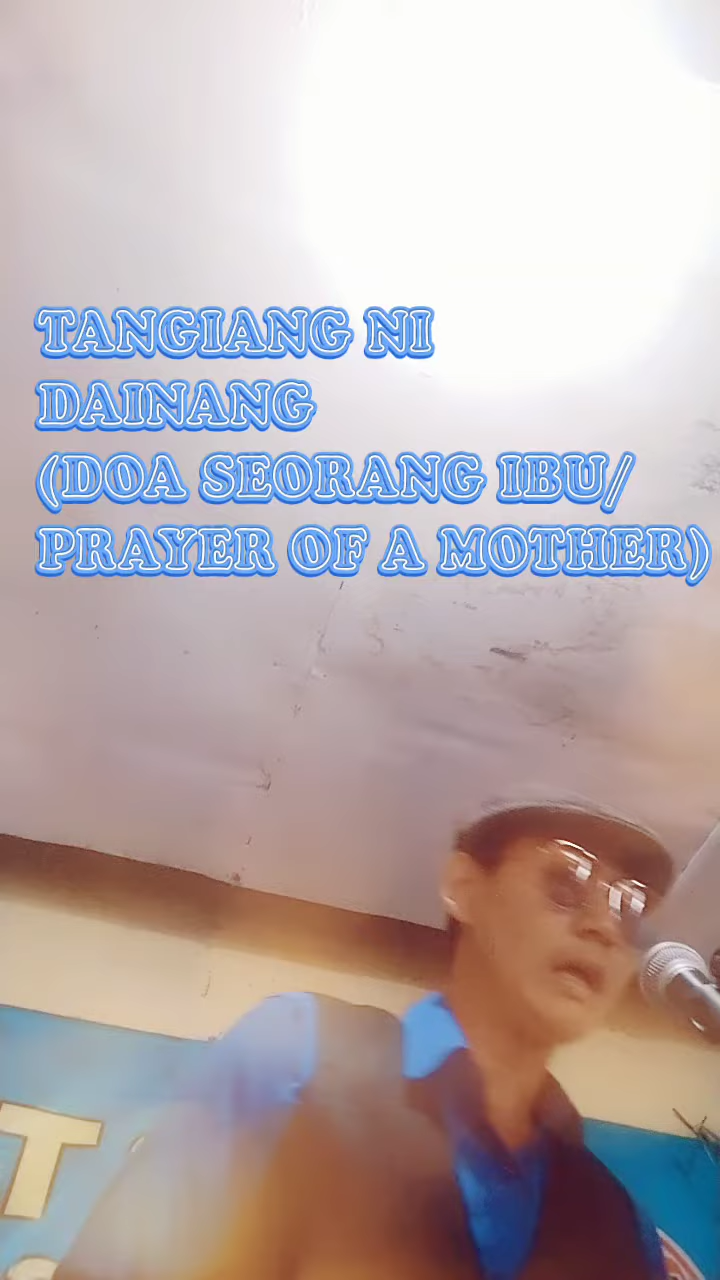 TANGIANG NI
DAINANG
(DOA SEORANG IBU/
PRAYER OF A MOTHER)
T